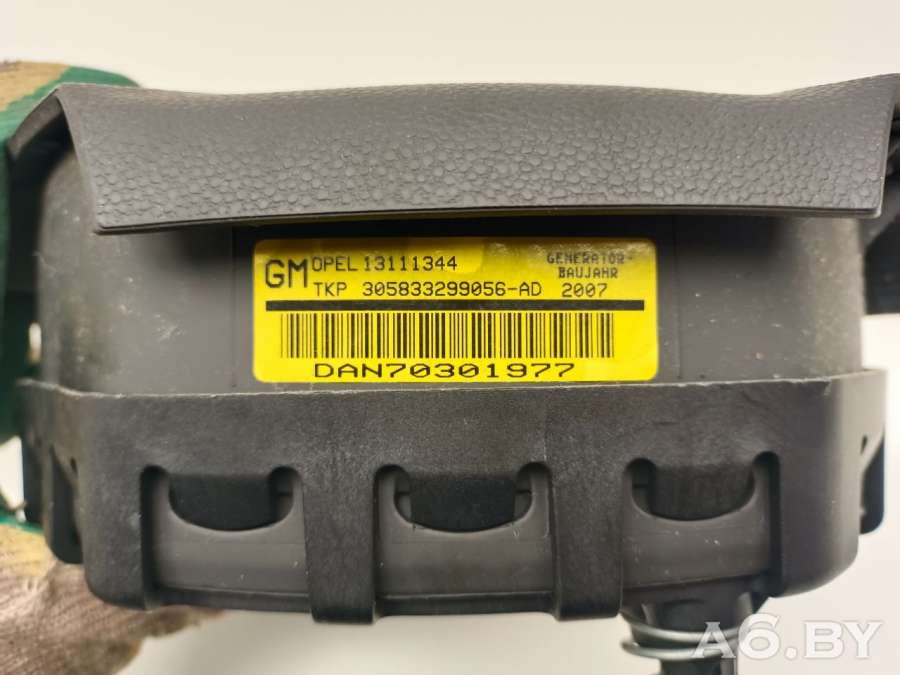 GM OPEL 13111344
TKP 305833299056-AD
GENERATOR-
BAUJAHR
2007
DAN70301977
A6.BY